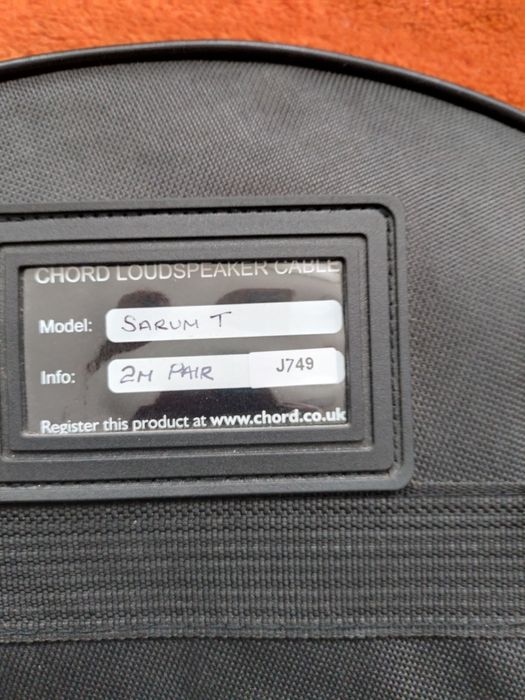 CHORD LOUDSPEAKER CABLE
Model: SARUM T
Info: 2M PAIR J749
Register this product at www.chord.co.uk